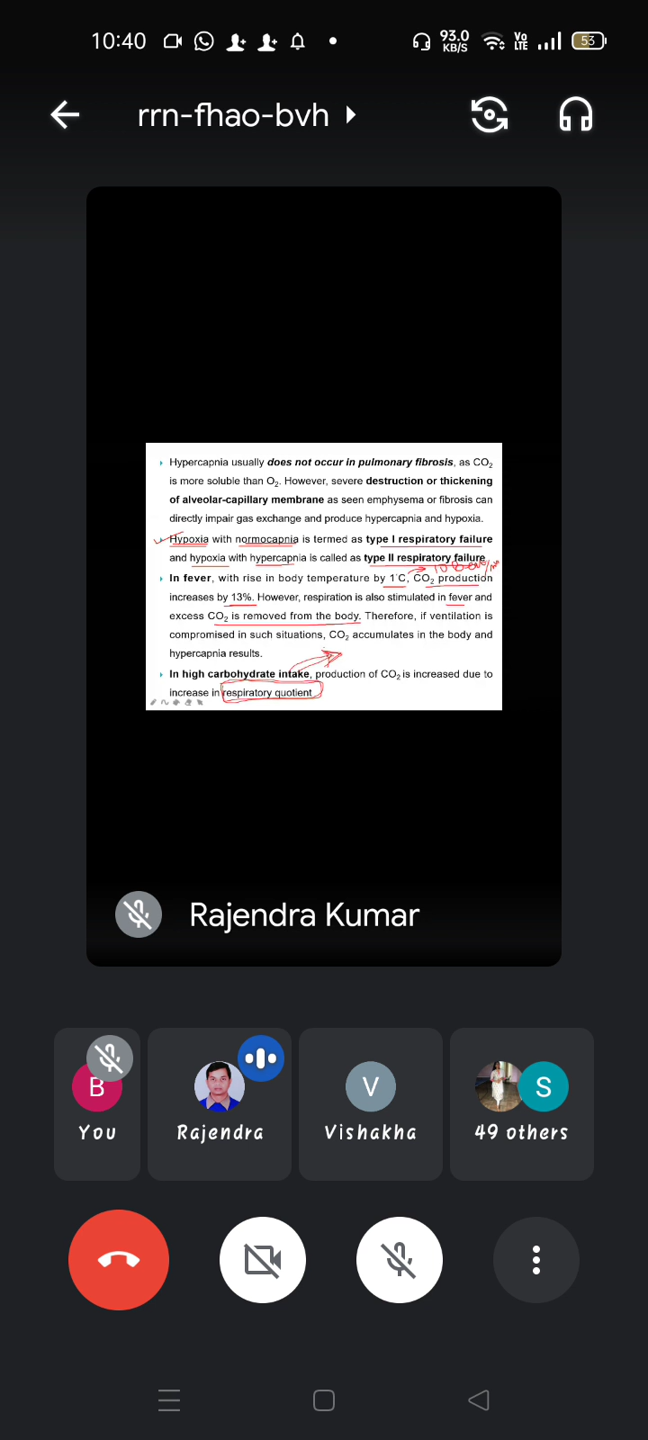 10:40
93.0
KB/S
Vo
LTE
53
rrn-fhao-bvh
Hypercapnia usually does not occur in pulmonary fibrosis, as CO₂
is more soluble than O₂. However, severe destruction or thickening
of alveolar-capillary membrane as seen emphysema or fibrosis can
directly impair gas exchange and produce hypercapnia and hypoxia.
Hypoxia with normocapnia is termed as type I respiratory failure
and hypoxia with hypercapnia is called as type II respiratory failure
In fever, with rise in body temperature by 1°C, CO₂ production
increases by 13%. However, respiration is also stimulated in fever and
excess CO₂ is removed from the body. Therefore, if ventilation is
compromised in such situations, CO₂ accumulates in the body and
hypercapnia results.
In high carbohydrate intake, production of CO₂ is increased due to
increase in respiratory quotient
Rajendra Kumar
B
You
Rajendra
V
Vishakha
S
49 others